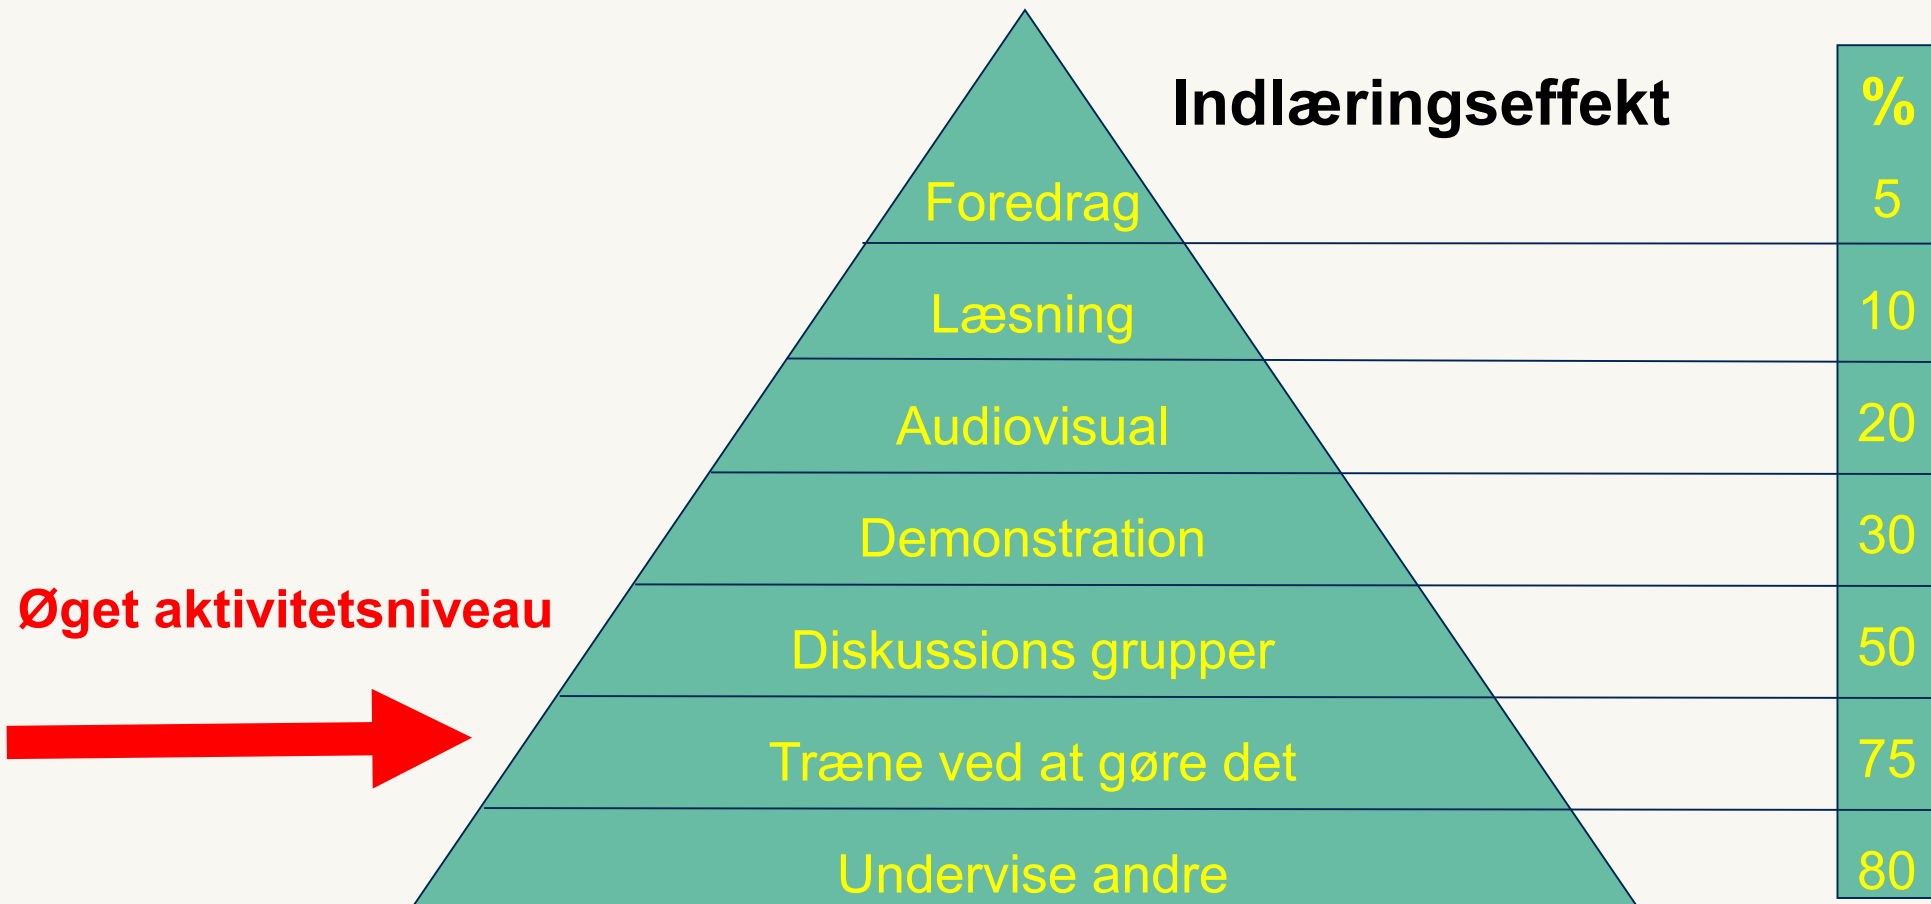 Indlæringseffekt %
Foredrag 5
Læsning 10
Audiovisual 20
Demonstration 30
Øget aktivitetsniveau
Diskussions grupper 50
Træne ved at gøre det 75
Undervise andre 80